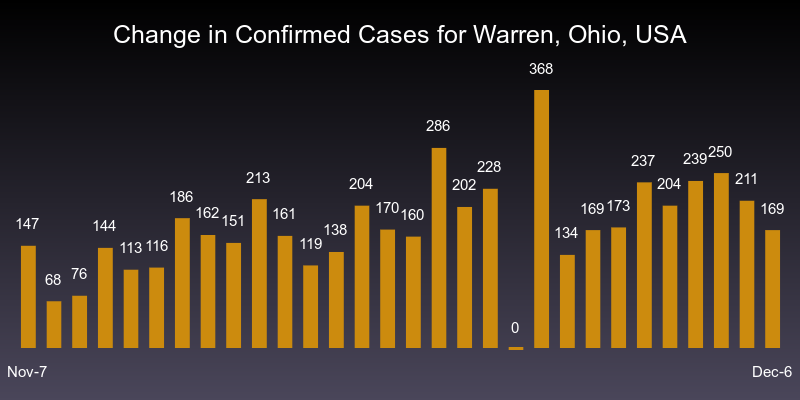 Change in Confirmed Cases for Warren, Ohio, USA
368
286
237 239 250
213 204 228 204 211
186 202
147 144 162 151 161 170 160 169 173 169
113 116 119 138 134
68 76
0
Nov-7 Dec-6